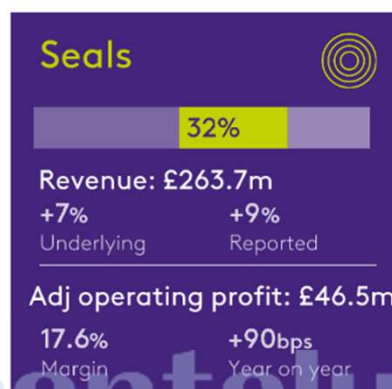 Seals
32%
Revenue: £263.7m
+7% +9%
Underlying Reported
Adj operating profit: £46.5m
17.6% +90bps
Margin Year on year